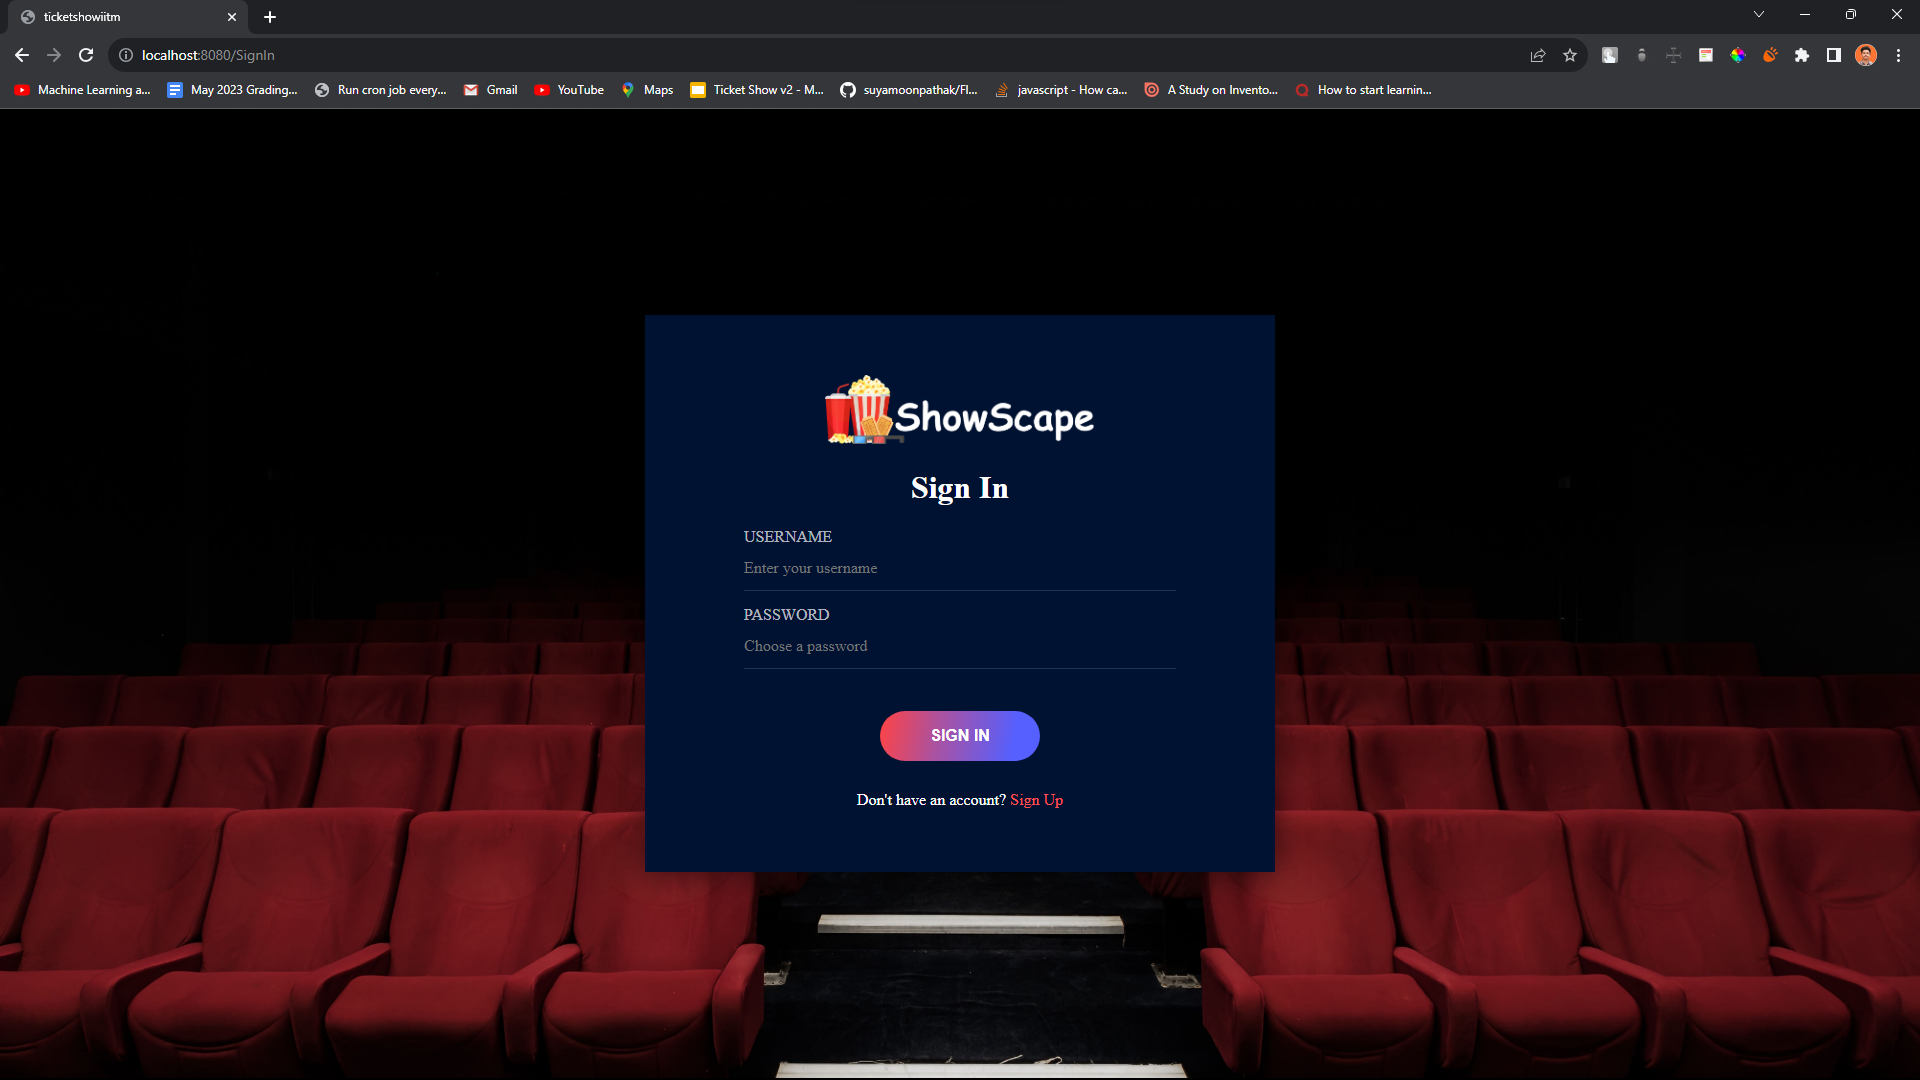 ticketshowiitm
localhost:8080/SignIn
Machine Learning a...
May 2023 Grading...
Run cron job every...
Gmail
YouTube
Maps
Ticket Show v2 - M...
suyamoonpathak/Fl...
javascript - How ca...
A Study on Invento...
How to start learnin...
ShowScape
Sign In
USERNAME
Enter your username
PASSWORD
Choose a password
SIGN IN
Don't have an account? Sign Up